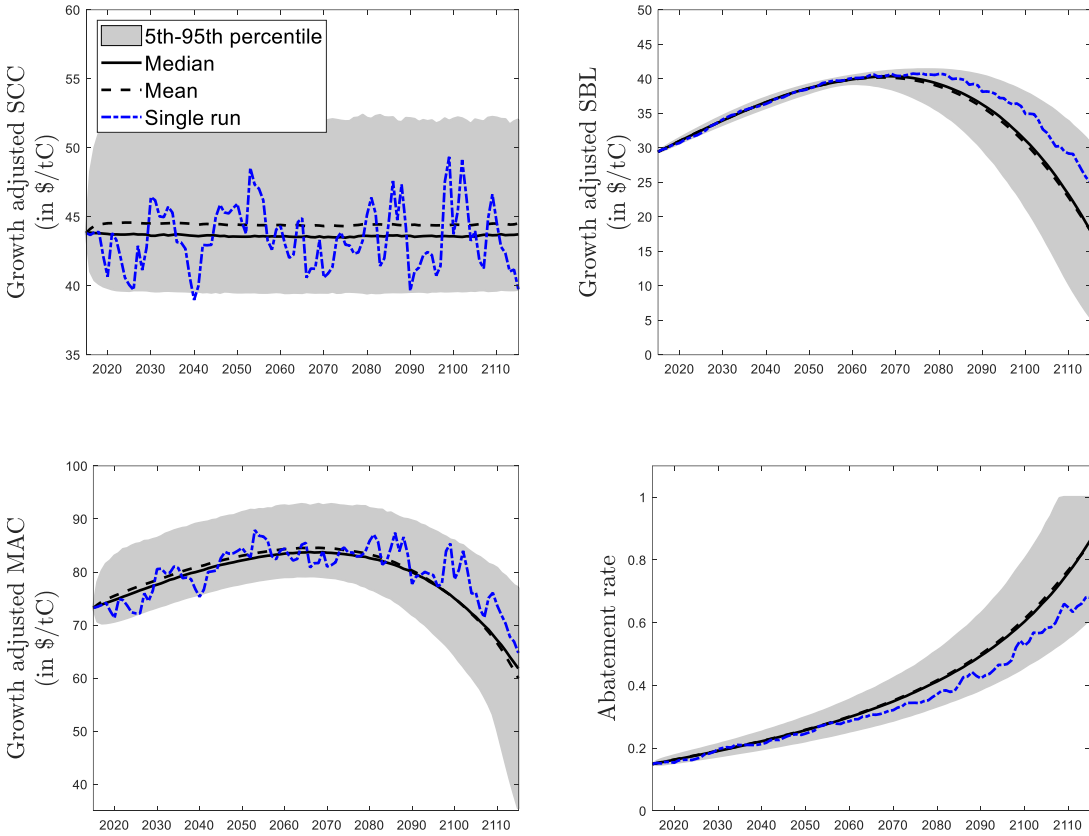 60
55
50
45
40
35
Growth adjusted SCC
(in $/tC)
5th-95th percentile
Median
Mean
Single run
2020 2030 2040 2050 2060 2070 2080 2090 2100 2110
50
45
40
35
30
25
20
15
10
5
0
Growth adjusted SBL
(in $/tC)
2020 2030 2040 2050 2060 2070 2080 2090 2100 2110
100
90
80
70
60
50
40
Growth adjusted MAC
(in $/tC)
2020 2030 2040 2050 2060 2070 2080 2090 2100 2110
1
0.8
0.6
0.4
0.2
0
Abatement rate
2020 2030 2040 2050 2060 2070 2080 2090 2100 2110